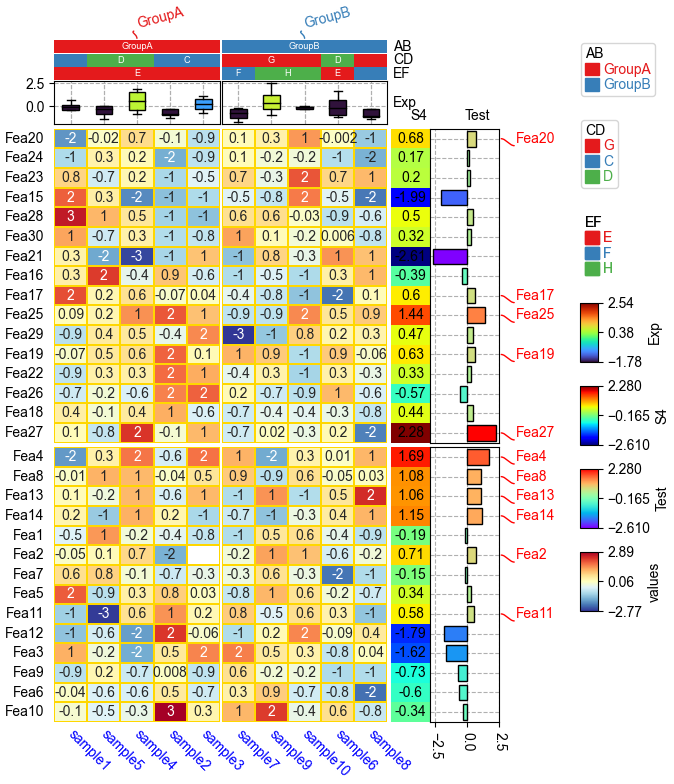 GroupA GroupB
GroupA GroupB AB
D C G D CD
E F H E EF
2.5
0.0
Exp
S4 Test
Fea20 -2 -0.02 0.7 -0.1 -0.9 0.1 0.3 1 -0.002 -1 0.68 Fea20
Fea24 -1 0.3 0.2 -2 -0.9 0.1 -0.2 -0.2 -1 -2 0.17
Fea23 0.8 -0.7 0.2 -1 -0.5 0.7 -0.3 2 0.7 1 0.2
Fea15 2 0.3 -2 -1 -1 -0.5 -0.8 2 -0.5 -2 -1.99
Fea28 3 1 0.5 -1 -1 0.6 0.6 -0.03 -0.9 -0.6 0.5
Fea30 1 -0.7 0.3 -1 -0.8 1 0.1 -0.2 0.006 -0.8 0.32
Fea21 0.3 -2 -3 -1 1 -1 0.8 -0.3 1 1 -2.61
Fea16 0.3 2 -0.4 0.9 -0.6 -1 -0.5 -1 0.3 1 -0.39
Fea17 2 0.2 0.6 -0.07 0.04 -0.4 -0.8 -1 -2 0.1 0.6 Fea17
Fea25 0.09 0.2 1 2 1 -0.9 -0.9 2 0.5 0.9 1.44 Fea25
Fea29 -0.9 0.4 0.5 -0.4 2 -3 -1 0.8 0.2 0.3 0.47
Fea19 -0.07 0.5 0.6 2 0.1 1 0.9 -1 0.9 -0.06 0.63 Fea19
Fea22 -0.9 0.3 0.3 2 1 -0.4 0.3 -1 0.3 -1 0.33
Fea26 -0.7 -0.2 -0.6 2 2 0.2 -0.7 -0.9 1 -0.6 -0.57
Fea18 0.4 -0.1 0.4 1 -0.6 -0.7 -0.4 -0.4 -0.3 -0.8 0.44
Fea27 0.1 -0.8 2 -0.1 1 -0.7 0.02 -0.3 0.2 -2 2.28 Fea27
Fea4 -2 0.3 2 -0.6 2 1 -2 0.3 0.01 1 1.69 Fea4
Fea8 -0.01 1 1 -0.04 0.5 0.9 -0.9 0.6 -0.05 0.03 1.08 Fea8
Fea13 0.1 -0.2 1 -0.6 1 -1 1 -1 0.5 2 1.06 Fea13
Fea14 0.2 -1 1 0.2 -1 -0.7 -1 -0.3 0.4 1 1.15 Fea14
Fea1 -0.5 1 -0.2 -0.4 -0.8 -1 0.5 0.6 -0.4 -0.9 -0.19
Fea2 -0.05 0.1 0.7 -2 -0.2 1 1 -0.6 -0.2 0.71 Fea2
Fea7 0.6 0.8 -0.1 -0.7 -0.3 -0.3 0.6 -0.3 -2 -1 -0.15
Fea5 2 -0.9 0.3 0.8 0.03 -0.8 1 0.6 -0.2 -0.7 0.34
Fea11 -1 -3 0.6 1 0.2 0.8 -0.5 0.6 0.3 -1 0.58 Fea11
Fea12 -1 -0.6 -2 2 -0.06 -1 0.2 2 -0.09 0.4 -1.79
Fea3 1 -0.2 -2 0.5 2 2 0.5 0.6 -0.8 0.04 -1.62
Fea9 -0.9 0.2 -0.7 0.008 -0.9 0.6 -0.2 -0.2 -1 -1 -0.73
Fea6 -0.04 -0.6 -0.6 0.5 -0.7 0.3 0.9 -0.7 -0.8 -2 -0.6
Fea10 -0.1 -0.5 -0.3 3 0.3 1 2 -0.4 0.6 -0.8 -0.34
sample1 sample5 sample4 sample2 sample3 sample7 sample9 sample10 sample6 sample8 -2.5 0.0 2.5
AB
GroupA
GroupB
CD
G
C
D
EF
E
F
H
2.54
0.38
-1.78
Exp
2.280
-0.165
-2.610
S4
2.280
-0.165
-2.610
Test
2.89
0.06
-2.77
values